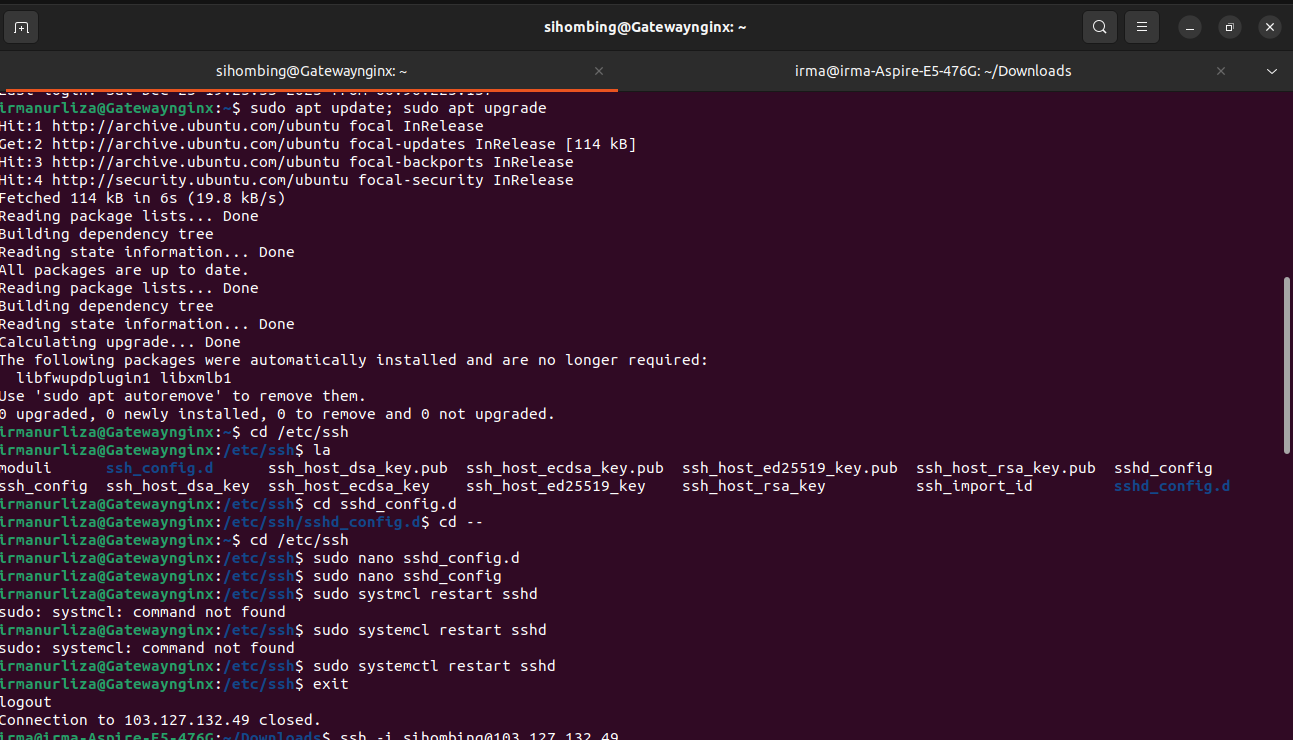 sihombing@Gatewaynginx: ~
sihombing@Gatewaynginx: ~
irma@irma-Aspire-E5-476G: ~/Downloads
irmanurliza@Gatewaynginx:~$ sudo apt update; sudo apt upgrade
Hit:1 http://archive.ubuntu.com/ubuntu focal InRelease
Get:2 http://archive.ubuntu.com/ubuntu focal-updates InRelease [114 kB]
Hit:3 http://archive.ubuntu.com/ubuntu focal-backports InRelease
Hit:4 http://security.ubuntu.com/ubuntu focal-security InRelease
Fetched 114 kB in 6s (19.8 kB/s)
Reading package lists... Done
Building dependency tree
Reading state information... Done
All packages are up to date.
Reading package lists... Done
Building dependency tree
Reading state information... Done
Calculating upgrade... Done
The following packages were automatically installed and are no longer required:
  libfwupdplugin1 libxmlb1
Use 'sudo apt autoremove' to remove them.
0 upgraded, 0 newly installed, 0 to remove and 0 not upgraded.
irmanurliza@Gatewaynginx:~$ cd /etc/ssh
irmanurliza@Gatewaynginx:/etc/ssh$ la
moduli      ssh_config.d      ssh_host_dsa_key.pub  ssh_host_ecdsa_key.pub  ssh_host_ed25519_key.pub  ssh_host_rsa_key.pub  sshd_config
ssh_config  ssh_host_dsa_key  ssh_host_ecdsa_key    ssh_host_ed25519_key    ssh_host_rsa_key          ssh_import_id         sshd_config.d
irmanurliza@Gatewaynginx:/etc/ssh$ cd sshd_config.d
irmanurliza@Gatewaynginx:/etc/ssh/sshd_config.d$ cd --
irmanurliza@Gatewaynginx:~$ cd /etc/ssh
irmanurliza@Gatewaynginx:/etc/ssh$ sudo nano sshd_config.d
irmanurliza@Gatewaynginx:/etc/ssh$ sudo nano sshd_config
irmanurliza@Gatewaynginx:/etc/ssh$ sudo systmcl restart sshd
sudo: systmcl: command not found
irmanurliza@Gatewaynginx:/etc/ssh$ sudo systemcl restart sshd
sudo: systemcl: command not found
irmanurliza@Gatewaynginx:/etc/ssh$ sudo systemctl restart sshd
irmanurliza@Gatewaynginx:/etc/ssh$ exit
logout
Connection to 103.127.132.49 closed.
irma@irma-Aspire-E5-476G:~/Downloads$ ssh -i sihombing@103.127.132.49